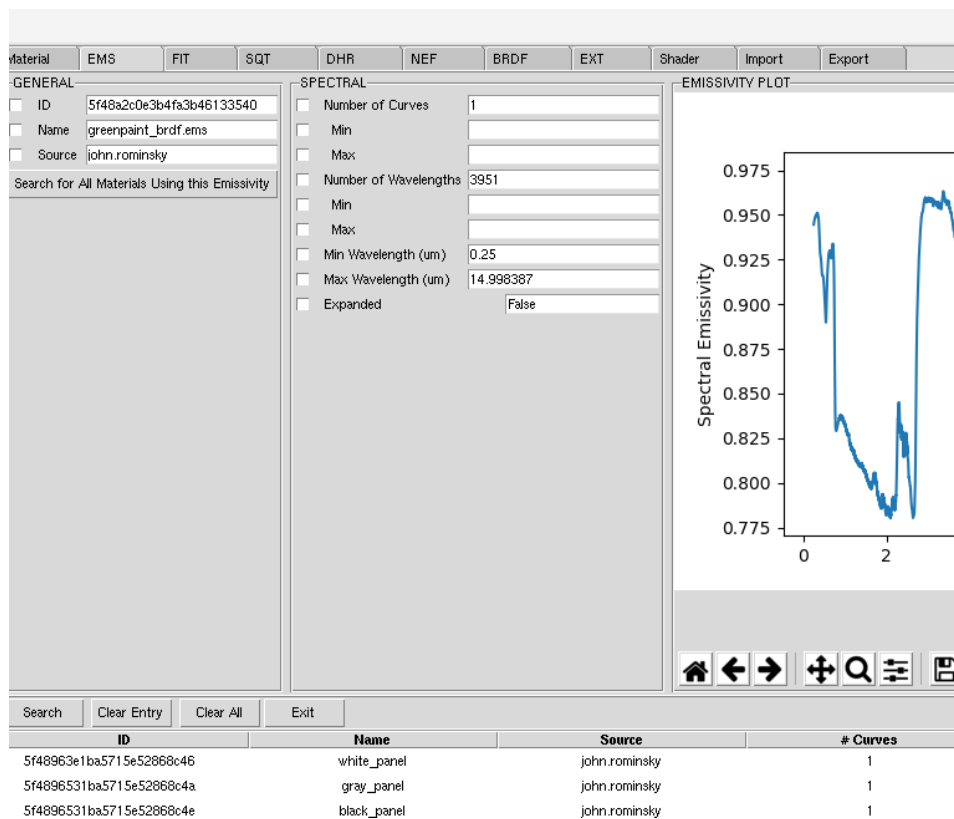 Material EMS FIT SQT DHR NEF BRDF EXT Shader Import Export
GENERAL
ID 5f48a2c0e3b4fa3b46133540
Name greenpaint_brdf.ems
Source john.rominsky
Search for All Materials Using this Emissivity
SPECTRAL
Number of Curves 1
Min
Max
Number of Wavelengths 3951
Min
Max
Min Wavelength (um) 0.25
Max Wavelength (um) 14.998387
Expanded False
EMISSIVITY PLOT
Spectral Emissivity
0.975
0.950
0.925
0.900
0.875
0.850
0.825
0.800
0.775
0 2
Search Clear Entry Clear All Exit
ID Name Source # Curves
5f48963e1ba5715e52868c46 white_panel john.rominsky 1
5f4896531ba5715e52868c4a gray_panel john.rominsky 1
5f4896531ba5715e52868c4e black_panel john.rominsky 1